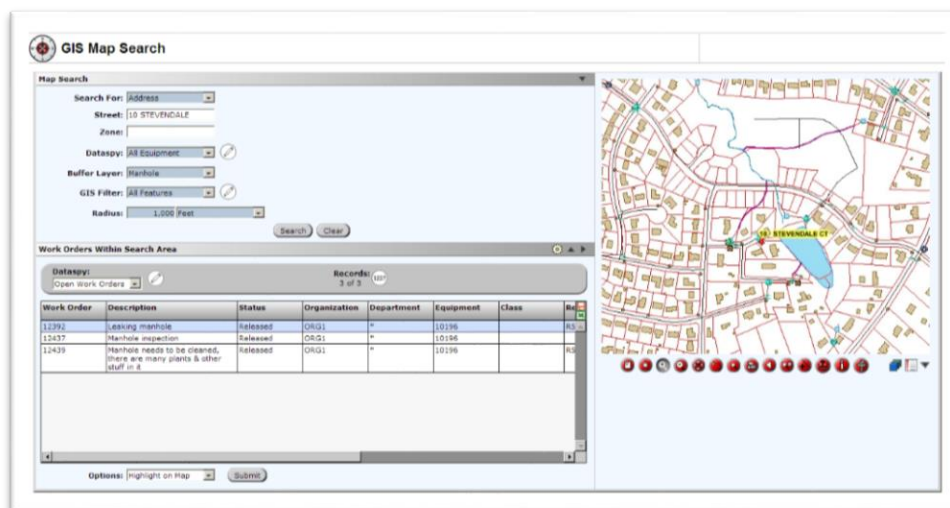 GIS Map Search
Map Search
Search For: Address
Street: 10 STEVENDALE
Zone:
Dataspy: All Equipment
Buffer Layer: Manhole
GIS Filter: All Features
Radius: 1,000 Feet
Search Clear
Work Orders Within Search Area
Dataspy:
Open Work Orders
Records:
3 of 3
Work Order Description Status Organization Department Equipment Class
12392 Leaking manhole Released ORG1 * 10196
12437 Manhole inspection Released ORG1 * 10196
12439 Manhole needs to be cleaned, Released ORG1 * 10196
there are many plants & other
stuff in it
Options: Highlight on Map Submit
10 STEVENDALE CT